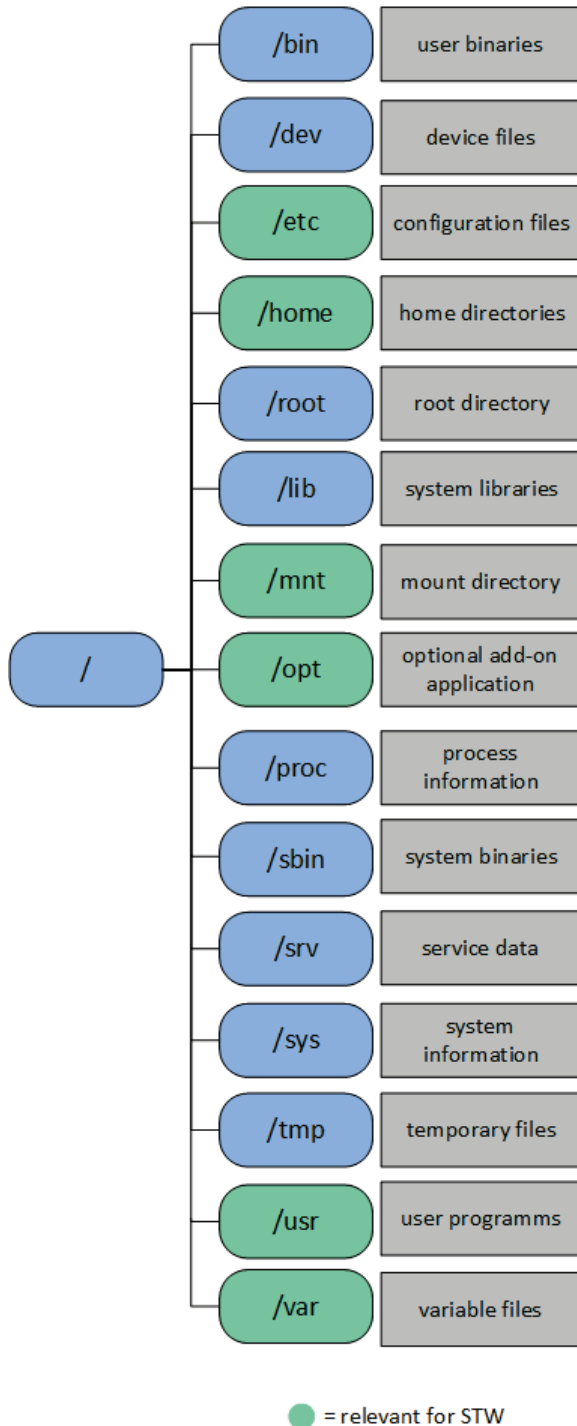 /bin
user binaries
/dev
device files
/etc
configuration files
/home
home directories
/root
root directory
/lib
system libraries
/mnt
mount directory
/
/opt
optional add-on
application
/proc
process
information
/sbin
system binaries
/srv
service data
/sys
system
information
/tmp
temporary files
/usr
user programms
/var
variable files
= relevant for STW